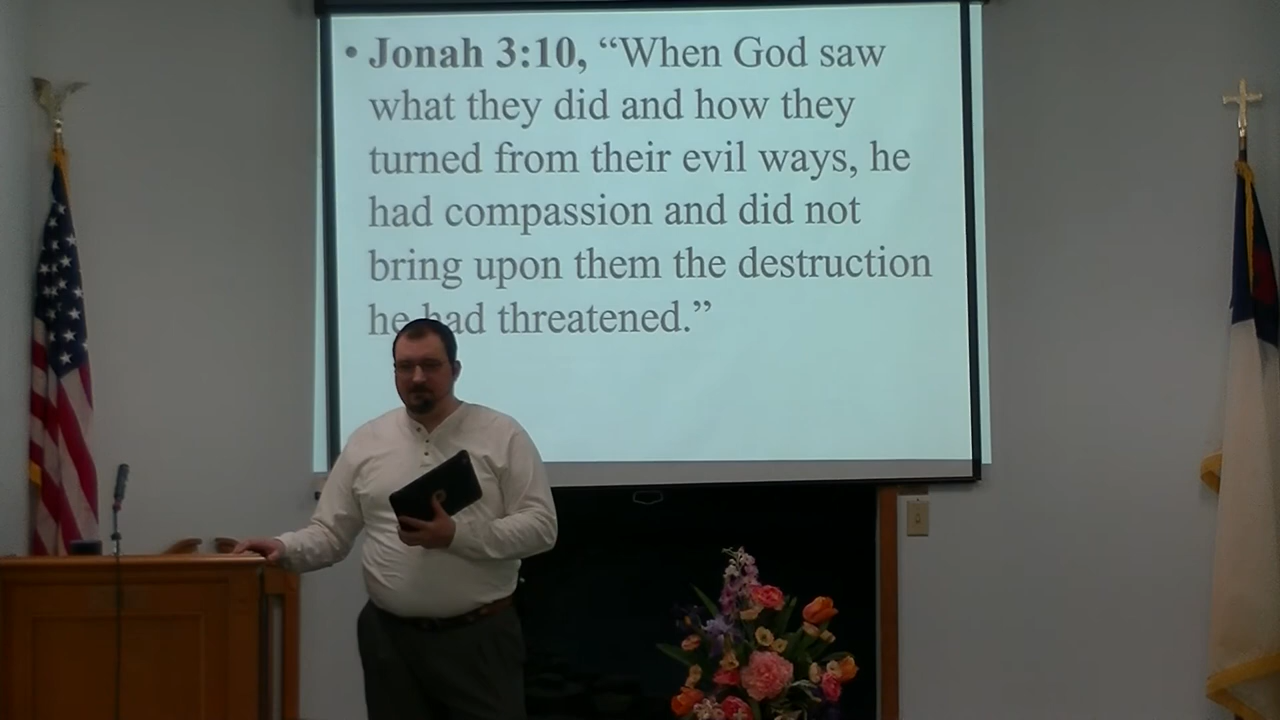 • Jonah 3:10, “When God saw
what they did and how they
turned from their evil ways, he
had compassion and did not
bring upon them the destruction
he had threatened.”